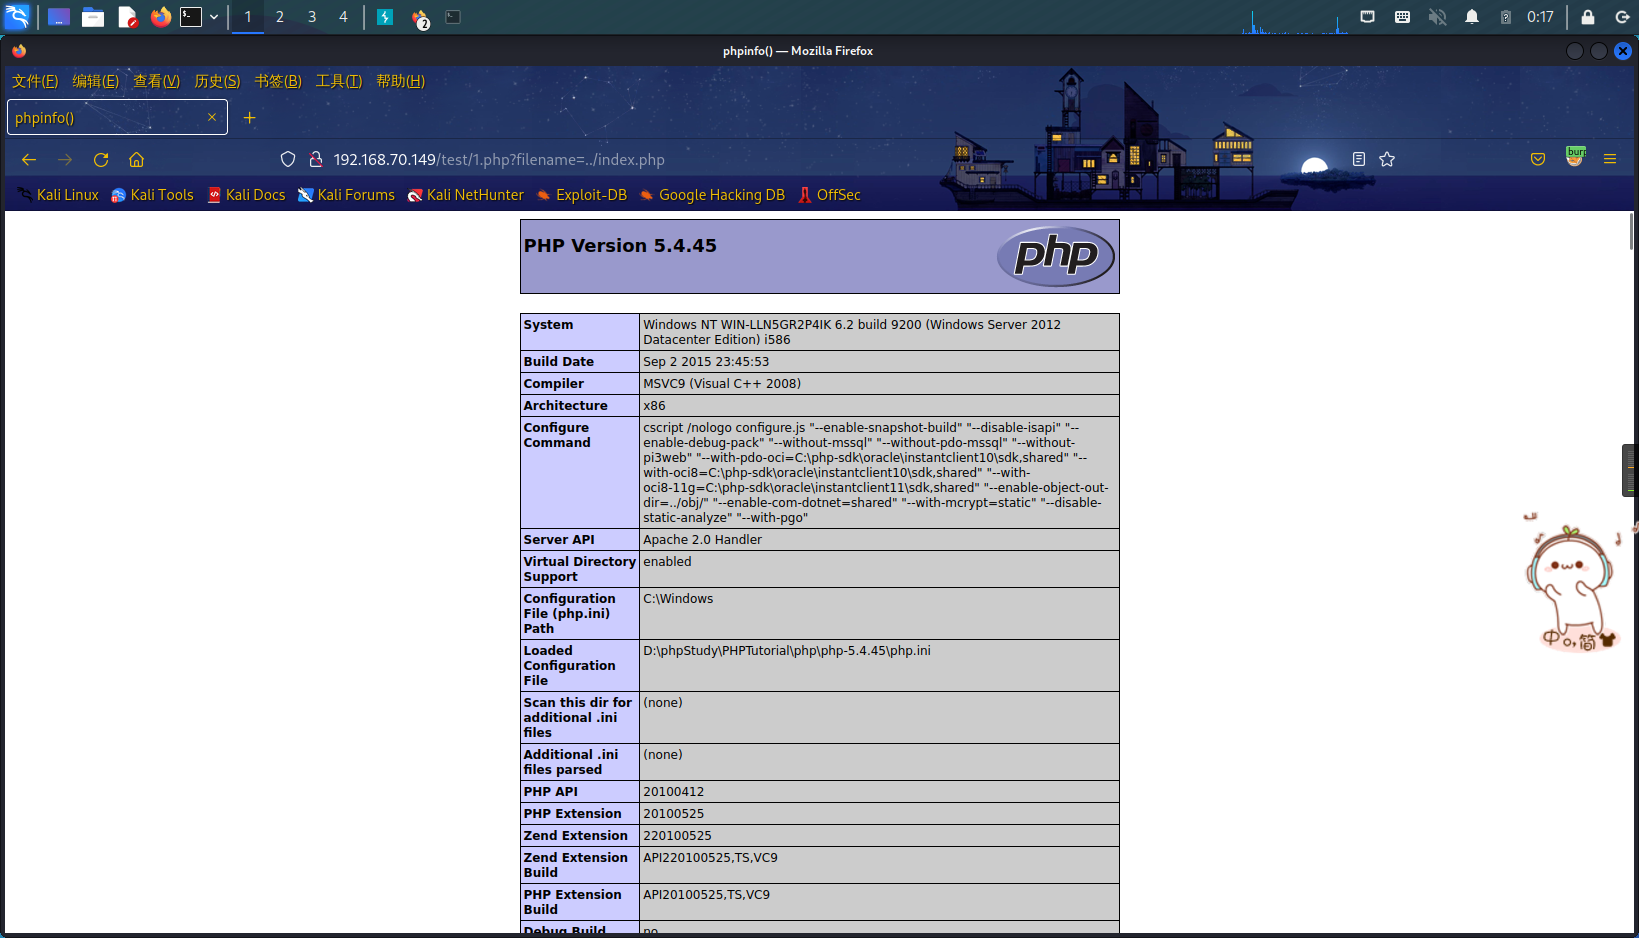 1 2 3 4 2 0:17
phpinfo() — Mozilla Firefox
文件(F) 编辑(E) 查看(V) 历史(S) 书签(B) 工具(T) 帮助(H)
phpinfo()
192.168.70.149/test/1.php?filename=../index.php
burp
Kali Linux Kali Tools Kali Docs Kali Forums Kali NetHunter Exploit-DB Google Hacking DB OffSec
PHP Version 5.4.45
php
System Windows NT WIN-LLN5GR2P4IK 6.2 build 9200 (Windows Server 2012
Datacenter Edition) i586
Build Date Sep 2 2015 23:45:53
Compiler MSVC9 (Visual C++ 2008)
Architecture x86
Configure cscript /nologo configure.js "--enable-snapshot-build" "--disable-isapi" "--
Command enable-debug-pack" "--without-mssql" "--without-pdo-mssql" "--without-
pi3web" "--with-pdo-oci=C:\php-sdk\oracle\instantclient10\sdk,shared" "--
with-oci8=C:\php-sdk\oracle\instantclient10\sdk,shared" "--with-
oci8-11g=C:\php-sdk\oracle\instantclient11\sdk,shared" "--enable-object-out-
dir=../obj/" "--enable-com-dotnet=shared" "--with-mcrypt=static" "--disable-
static-analyze" "--with-pgo"
Server API Apache 2.0 Handler
Virtual Directory enabled
Support
Configuration C:\Windows
File (php.ini)
Path
Loaded D:\phpStudy\PHPTutorial\php\php-5.4.45\php.ini
Configuration
File
Scan this dir for (none)
additional .ini
files
Additional .ini (none)
files parsed
PHP API 20100412
PHP Extension 20100525
Zend Extension 220100525
Zend Extension API220100525,TS,VC9
Build
PHP Extension API20100525,TS,VC9
Build
Debug Build no
中 简